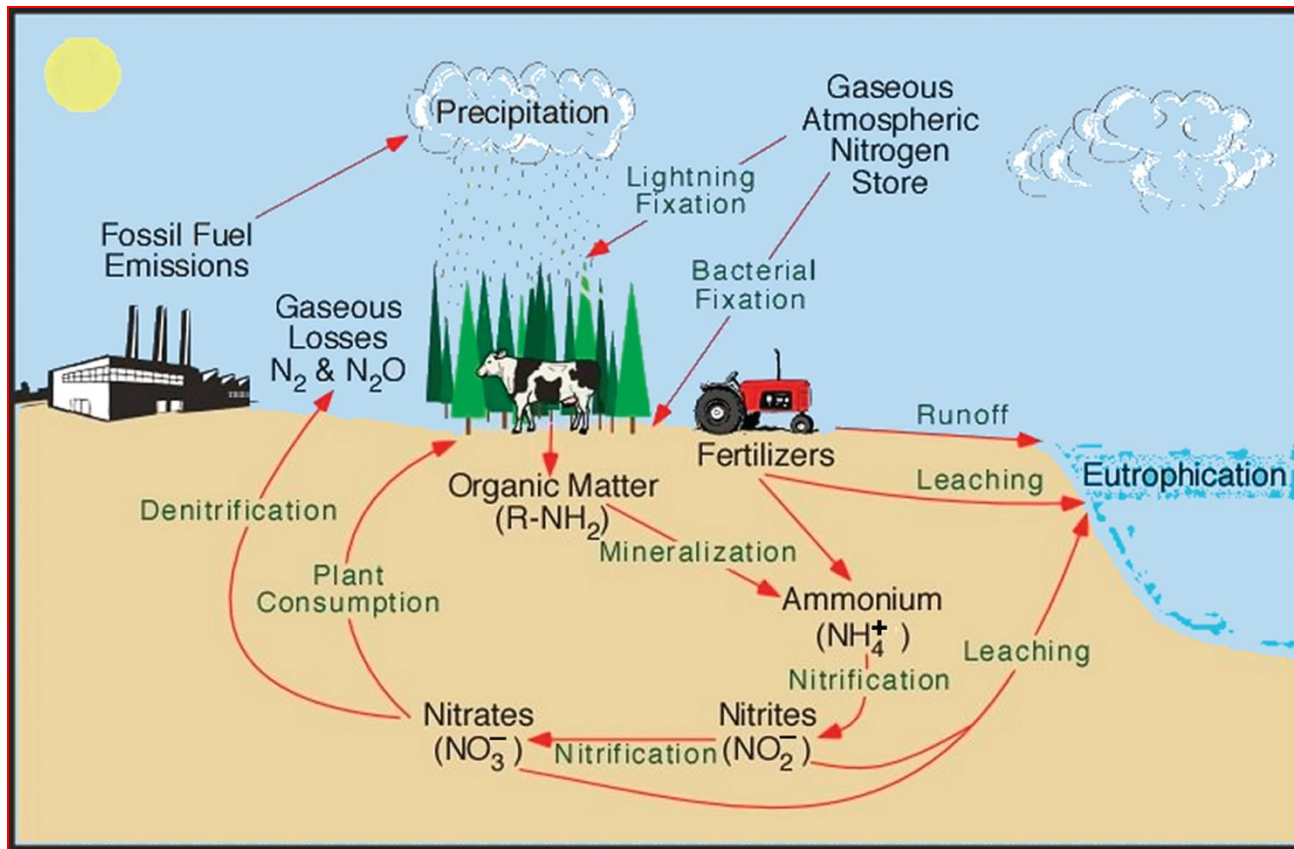 Precipitation
Gaseous
Atmospheric
Nitrogen
Store
Lightning
Fixation
Fossil Fuel
Emissions
Bacterial
Fixation
Gaseous
Losses
N₂ & N₂O
Runoff
Fertilizers
Leaching
Eutrophication
Organic Matter
(R-NH₂)
Denitrification
Mineralization
Plant
Consumption
Ammonium
(NH₄⁺)
Leaching
Nitrification
Nitrates
(NO₃⁻)
Nitrification
Nitrites
(NO₂⁻)